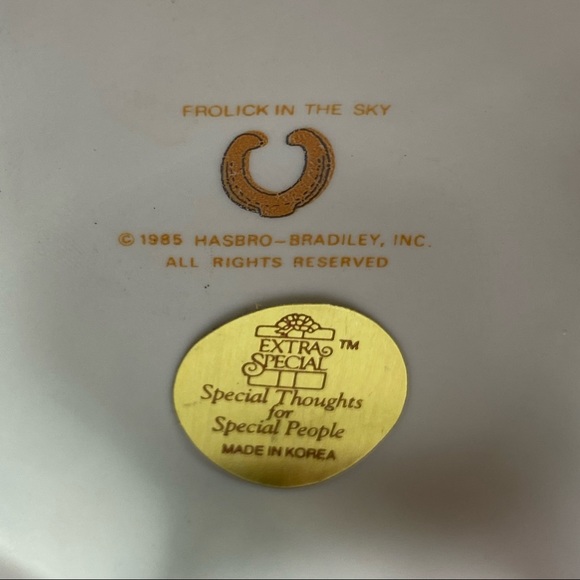 FROLICK IN THE SKY
© 1985 HASBRO-BRADILEY, INC.
ALL RIGHTS RESERVED
EXTRA
SPECIAL ™
Special Thoughts
for
Special People
MADE IN KOREA